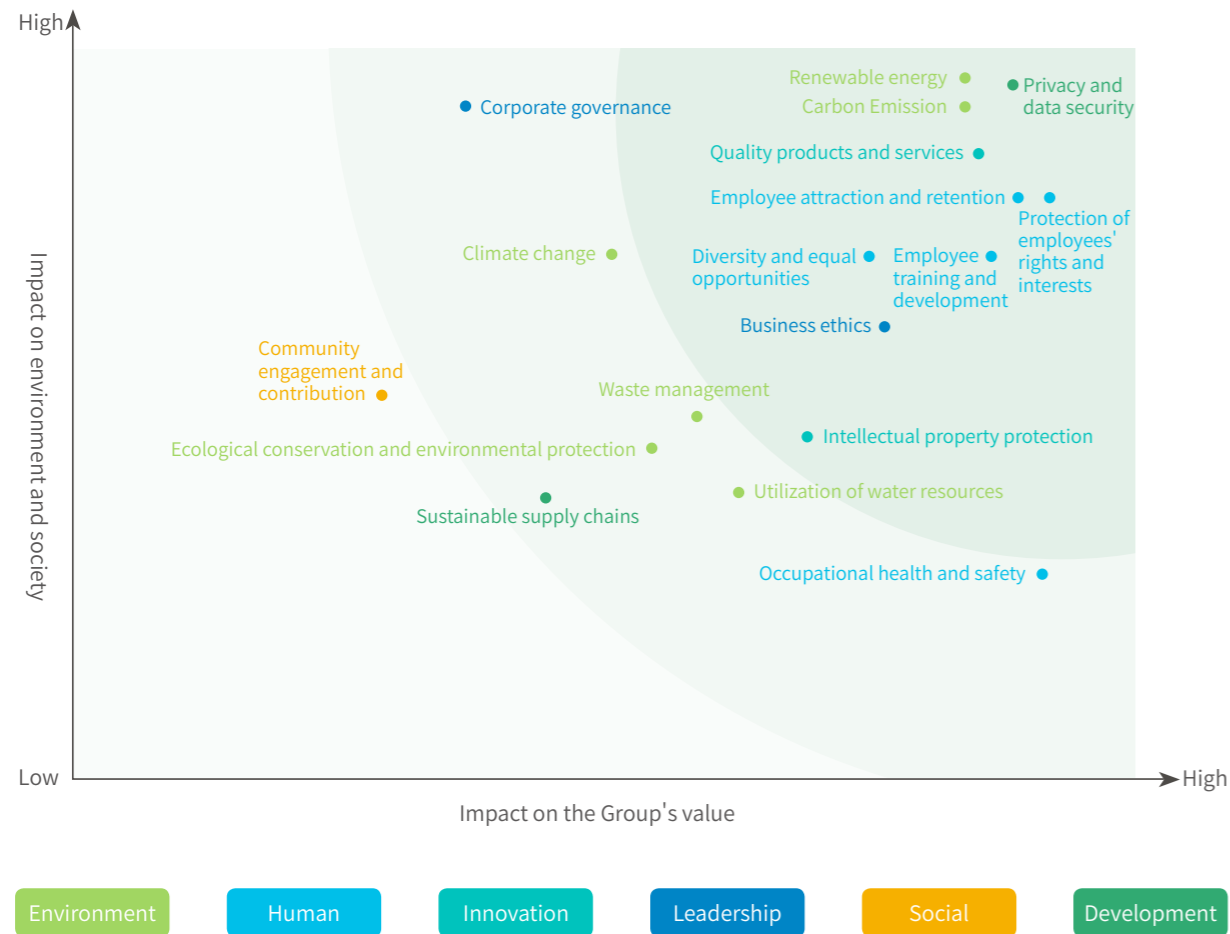 High
Renewable energy
Privacy and
data security
Carbon Emission
Corporate governance
Quality products and services
Employee attraction and retention
Protection of
employees'
rights and
interests
Climate change
Diversity and equal
opportunities
Employee
training and
development
Business ethics
Impact on environment and society
Community
engagement and
contribution
Waste management
Ecological conservation and environmental protection
Intellectual property protection
Utilization of water resources
Sustainable supply chains
Occupational health and safety
Low
High
Impact on the Group's value
Environment
Human
Innovation
Leadership
Social
Development